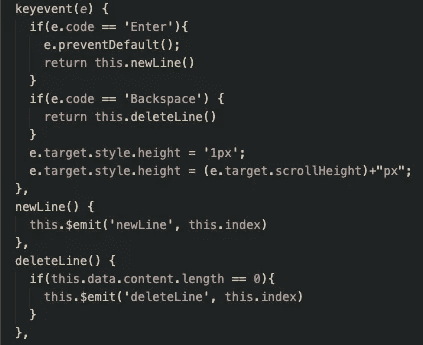 keyevent(e) {
if(e.code == 'Enter'){
e.preventDefault();
return this.newLine()
}
if(e.code == 'Backspace') {
return this.deleteLine()
}
e.target.style.height = '1px';
e.target.style.height = (e.target.scrollHeight)+"px";
},
newLine() {
this.$emit('newLine', this.index)
},
deleteLine() {
if(this.data.content.length == 0){
this.$emit('deleteLine', this.index)
}
},